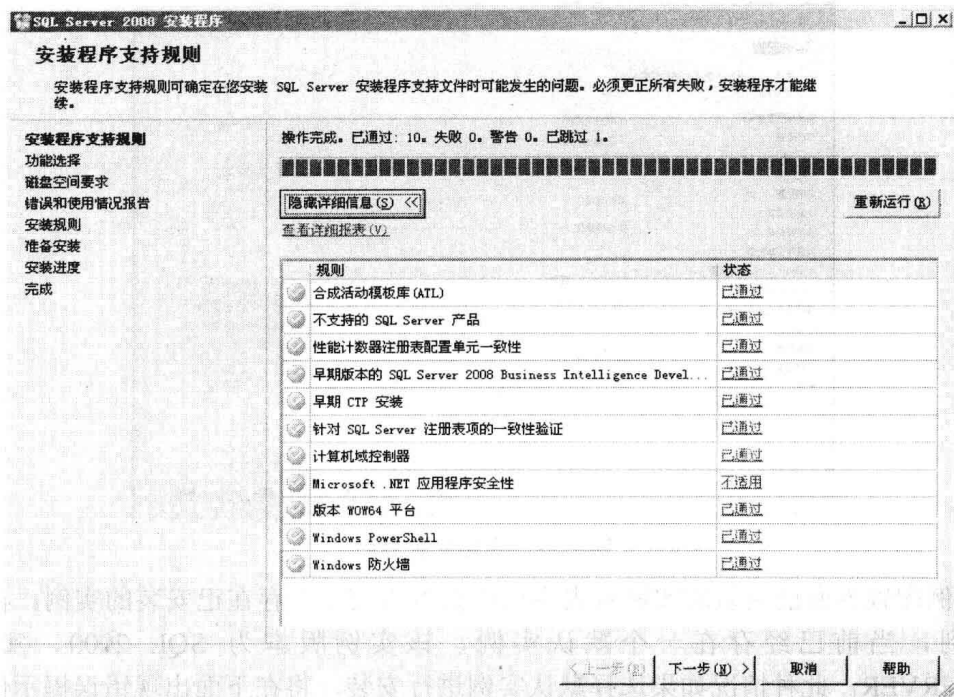 SQL Server 2008 安装程序
安装程序支持规则
安装程序支持规则可确定在您安装 SQL Server 安装程序支持文件时可能发生的问题。必须更正所有失败，安装程序才能继
续。
安装程序支持规则
功能选择
磁盘空间要求
错误和使用情况报告
安装规则
准备安装
安装进度
完成
操作完成。已通过: 10。失败 0。警告 0。已跳过 1。
隐藏详细信息(S) <<
重新运行(R)
查看详细报表(V)
规则 状态
合成活动模板库(ATL) 已通过
不支持的 SQL Server 产品 已通过
性能计数器注册表配置单元一致性 已通过
早期版本的 SQL Server 2008 Business Intelligence Devel... 已通过
早期 CTP 安装 已通过
针对 SQL Server 注册表项的一致性验证 已通过
计算机域控制器 已通过
Microsoft .NET 应用程序安全性 不适用
版本 WOW64 平台 已通过
Windows PowerShell 已通过
Windows 防火墙 已通过
< 上一步(B) 下一步(N) > 取消 帮助